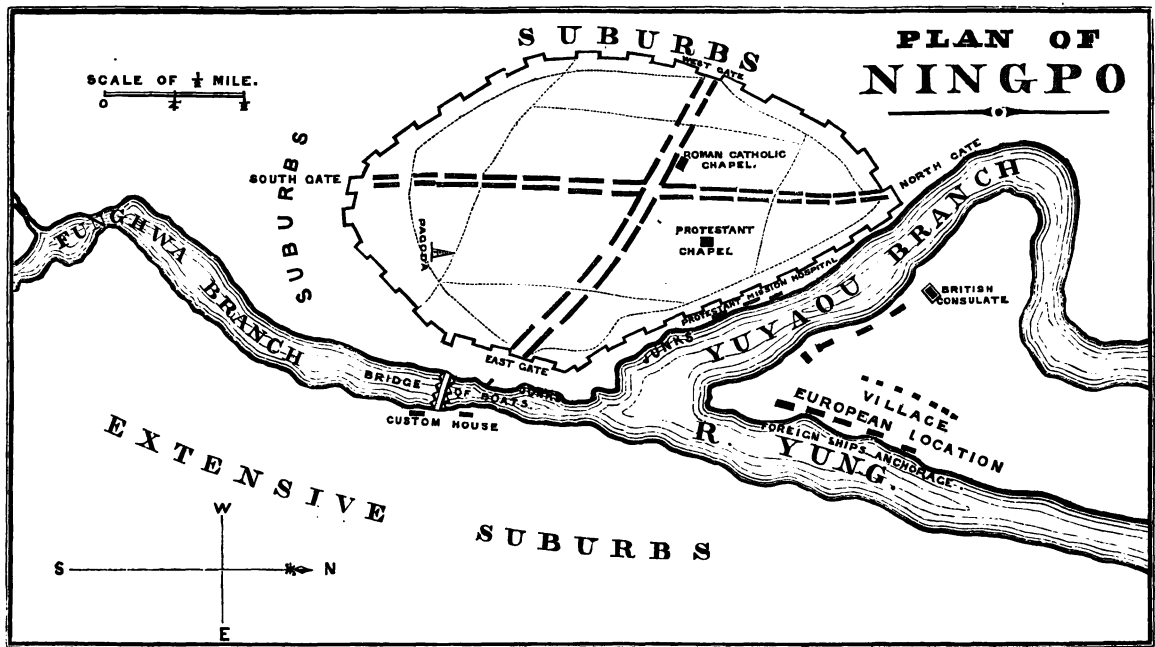 PLAN OF
NINGPO
SCALE OF ½ MILE.
0 ¼ ½
SUBURBS
WEST GATE
SUBURBS
SOUTH GATE
NORTH GATE
ROMAN CATHOLIC
CHAPEL.
PROTESTANT
CHAPEL
PAGODA
PROTESTANT MISSION HOSPITAL
EAST GATE
JUNKS
YUYAOU BRANCH
BRITISH
CONSULATE
FUNGHWA BRANCH
BRIDGE OF BOATS
JUNKS
CUSTOM HOUSE
VILLAGE
EUROPEAN LOCATION
FOREIGN SHIPS ANCHORAGE.
R. YUNG.
EXTENSIVE SUBURBS
W
S N
E